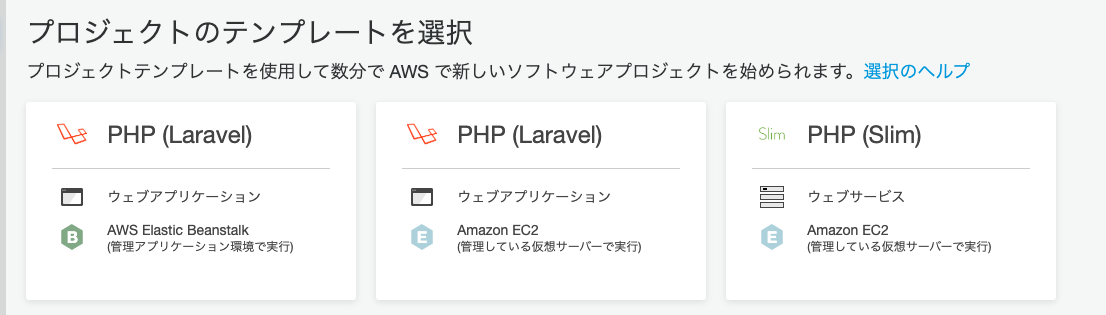 プロジェクトのテンプレートを選択
プロジェクトテンプレートを使用して数分で AWS で新しいソフトウェアプロジェクトを始められます。選択のヘルプ
PHP (Laravel)
ウェブアプリケーション
B
AWS Elastic Beanstalk
(管理アプリケーション環境で実行)
PHP (Laravel)
ウェブアプリケーション
E
Amazon EC2
(管理している仮想サーバーで実行)
Slim
PHP (Slim)
ウェブサービス
E
Amazon EC2
(管理している仮想サーバーで実行)